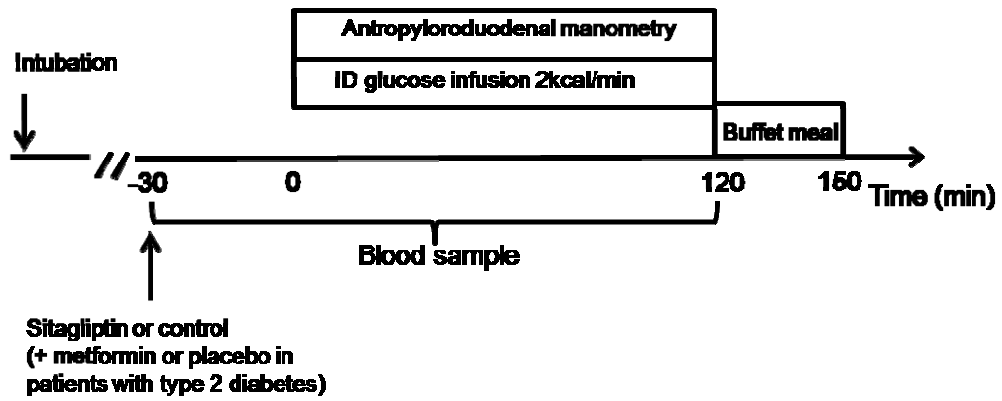 Antropyloroduodenal manometry
Intubation
ID glucose infusion 2kcal/min
Buffet meal
-30
0
120
150
Time (min)
Blood sample
Sitagliptin or control
(+ metformin or placebo in
patients with type 2 diabetes)